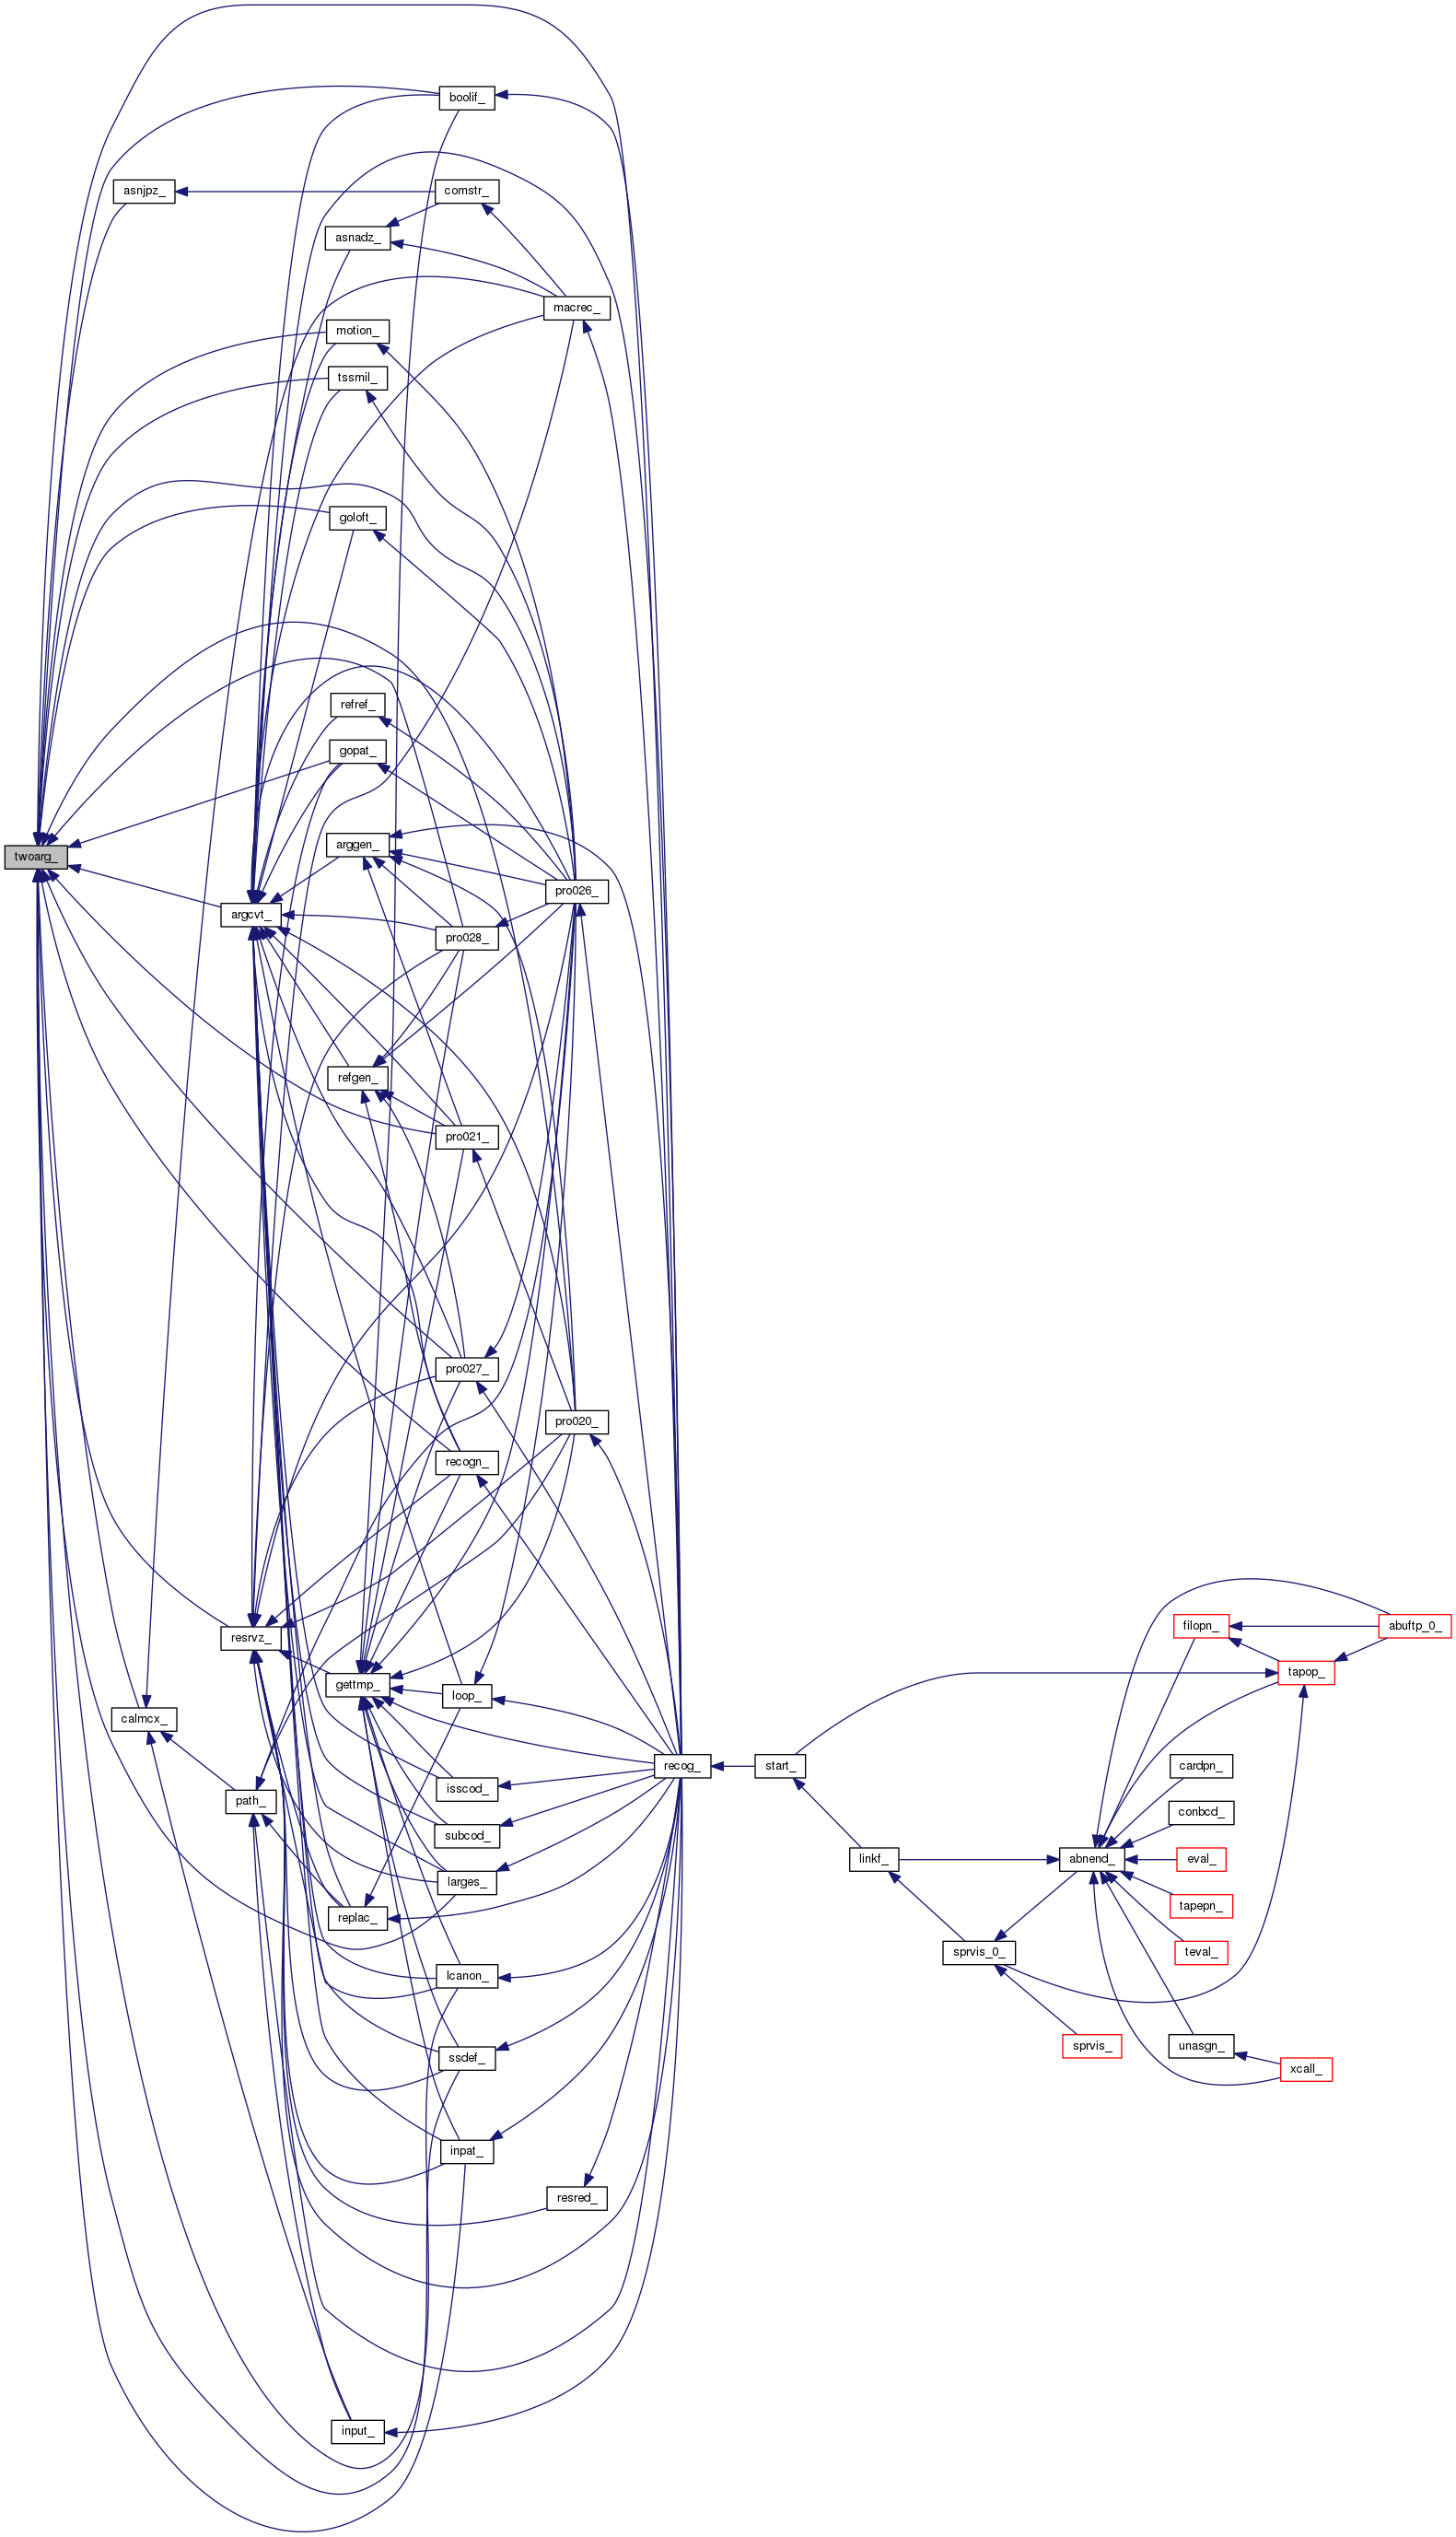 boolif_
asnjpz_
comstr_
asnadz_
macrec_
motion_
tssmil_
goloft_
refref_
gopat_
arggen_
twoarg_
pro026_
argcvt_
pro028_
refgen_
pro021_
pro027_
pro020_
recogn_
filopn_
abuftp_0_
resrvz_
tapop_
gettmp_
loop_
calmcx_
recog_
start_
cardpn_
isscod_
path_
conbcd_
subcod_
linkf_
abnend_
eval_
larges_
tapepn_
replac_
sprvis_0_
teval_
lcanon_
ssdef_
sprvis_
unasgn_
xcall_
inpat_
resred_
input_